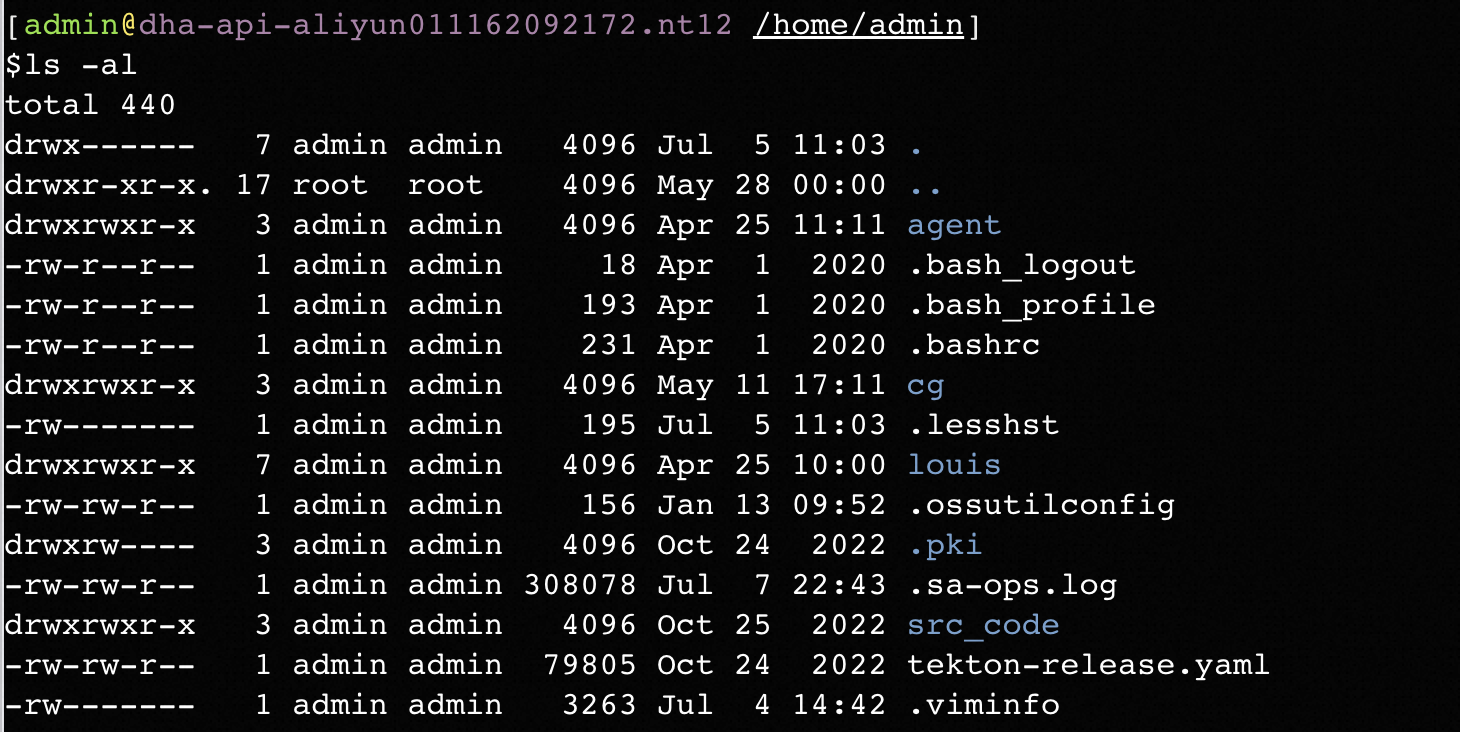 [admin@dha-api-aliyun011162092172.nt12 /home/admin]
$ls -al
total 440
drwx------   7 admin admin   4096 Jul  5 11:03 .
drwxr-xr-x. 17 root  root    4096 May 28 00:00 ..
drwxrwxr-x   3 admin admin   4096 Apr 25 11:11 agent
-rw-r--r--   1 admin admin     18 Apr  1  2020 .bash_logout
-rw-r--r--   1 admin admin    193 Apr  1  2020 .bash_profile
-rw-r--r--   1 admin admin    231 Apr  1  2020 .bashrc
drwxrwxr-x   3 admin admin   4096 May 11 17:11 cg
-rw-------   1 admin admin    195 Jul  5 11:03 .lesshst
drwxrwxr-x   7 admin admin   4096 Apr 25 10:00 louis
-rw-rw-r--   1 admin admin    156 Jan 13 09:52 .ossutilconfig
drwxrw----   3 admin admin   4096 Oct 24  2022 .pki
-rw-rw-r--   1 admin admin 308078 Jul  7 22:43 .sa-ops.log
drwxrwxr-x   3 admin admin   4096 Oct 25  2022 src_code
-rw-rw-r--   1 admin admin  79805 Oct 24  2022 tekton-release.yaml
-rw-------   1 admin admin   3263 Jul  4 14:42 .viminfo